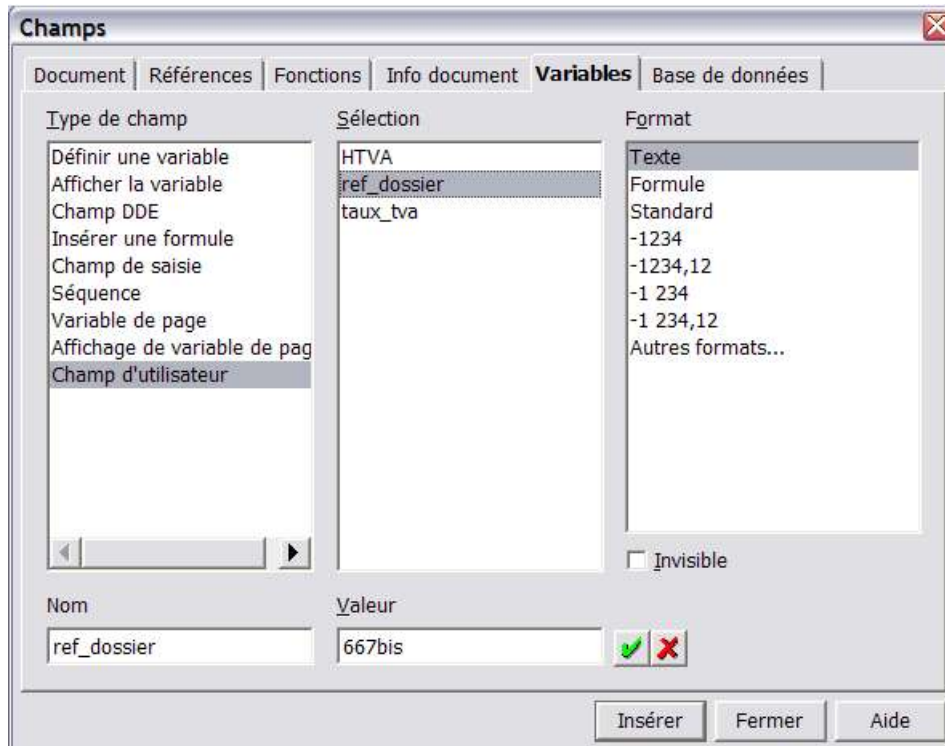 Champs
Document Références Fonctions Info document Variables Base de données
Type de champ
Définir une variable
Afficher la variable
Champ DDE
Insérer une formule
Champ de saisie
Séquence
Variable de page
Affichage de variable de pag
Champ d'utilisateur
Sélection
HTVA
ref_dossier
taux_tva
Format
Texte
Formule
Standard
-1234
-1234,12
-1 234
-1 234,12
Autres formats...
Invisible
Nom
ref_dossier
Valeur
667bis
Insérer Fermer Aide